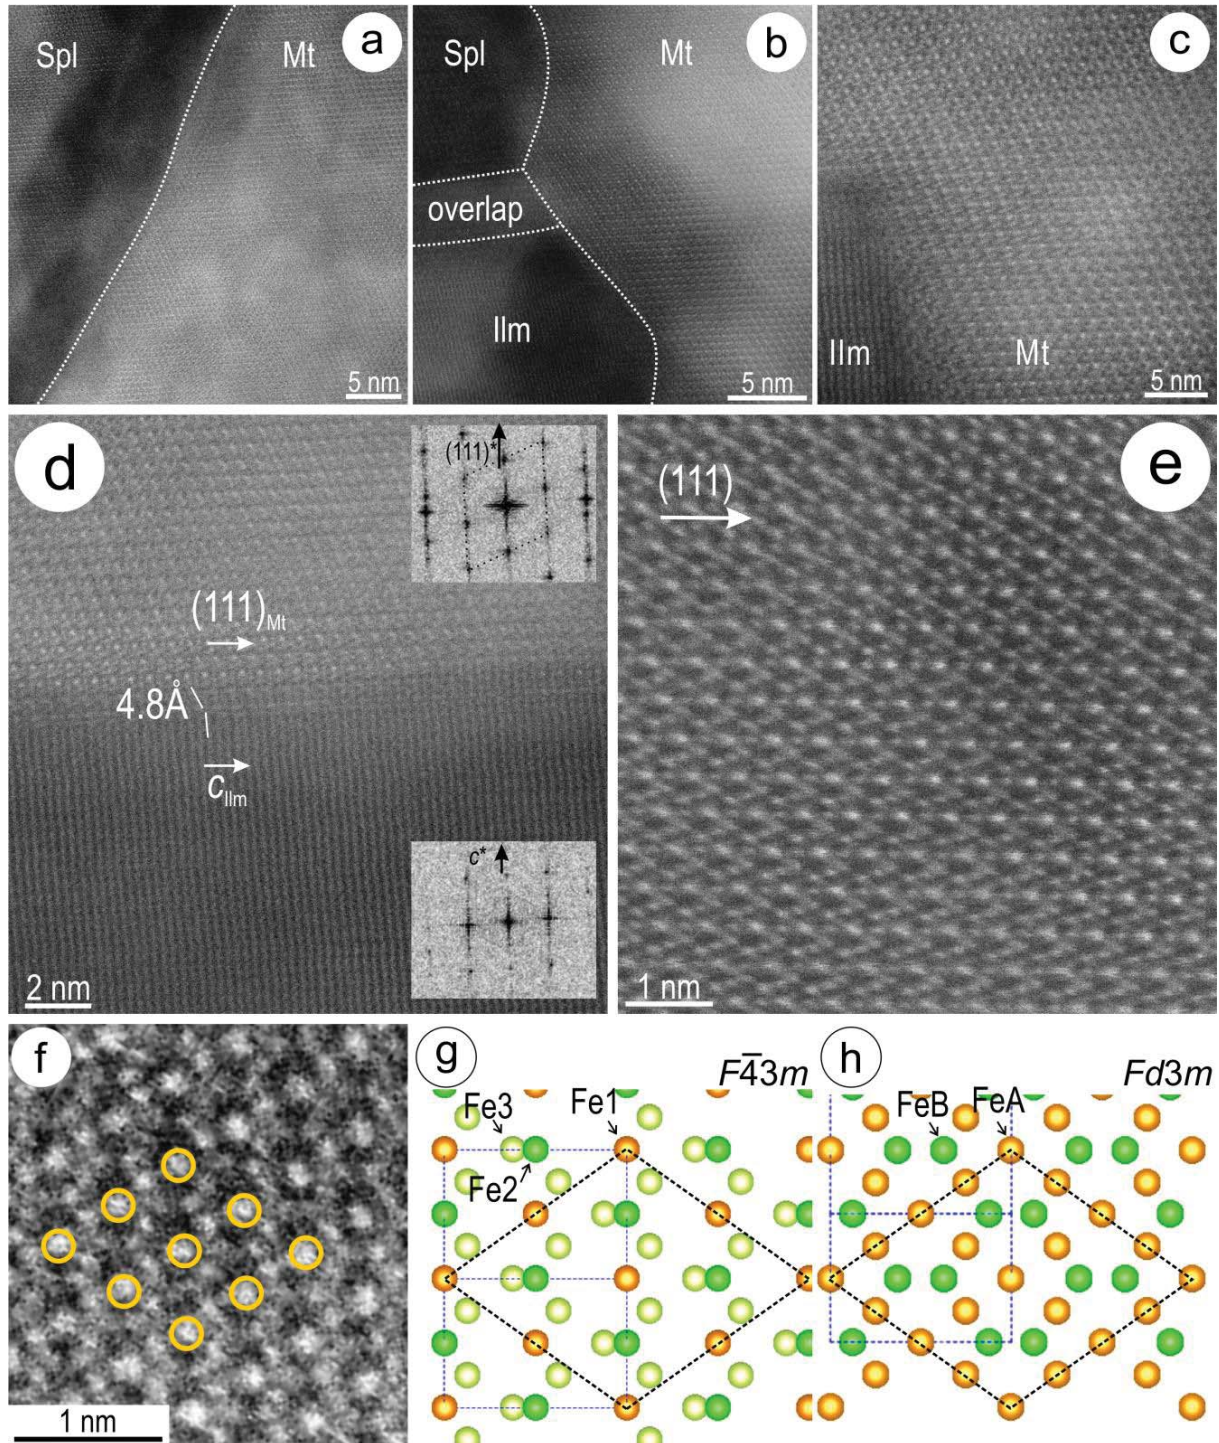 Spl
Mt
a
5 nm
Spl
Mt
b
overlap
Ilm
5 nm
c
Ilm
Mt
5 nm
d
(111)*
(111)Mt
4.8Å
cIlm
c*
2 nm
(111)
e
1 nm
f
1 nm
g
F4̅3m
Fe3
Fe1
Fe2
h
Fd3m
FeB
FeA